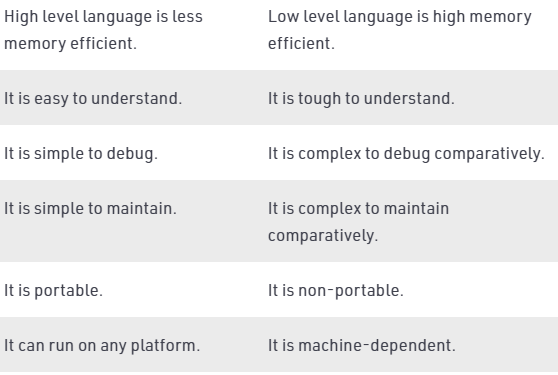 High level language is less
memory efficient.
Low level language is high memory
efficient.
It is easy to understand.
It is tough to understand.
It is simple to debug.
It is complex to debug comparatively.
It is simple to maintain.
It is complex to maintain
comparatively.
It is portable.
It is non-portable.
It can run on any platform.
It is machine-dependent.